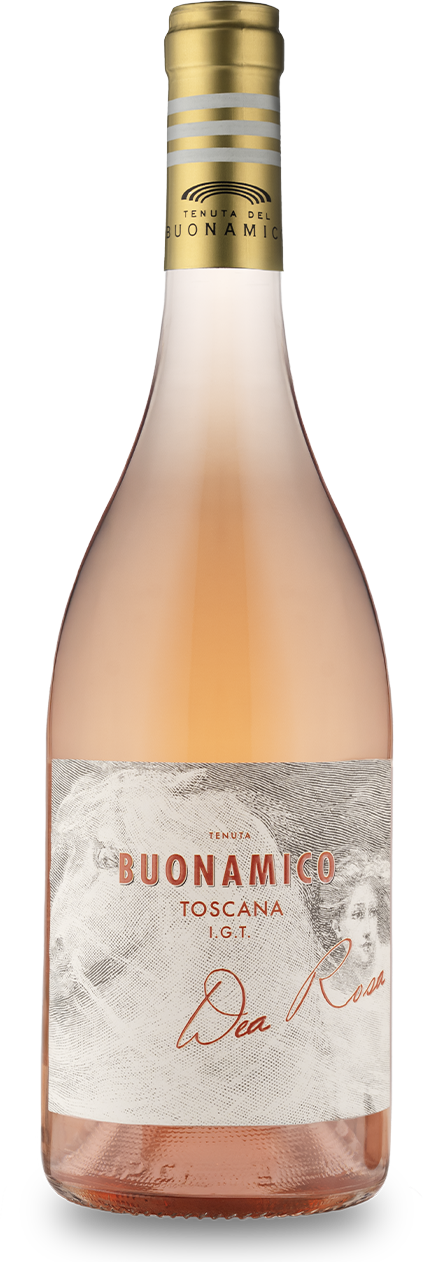 TENUTA DEL
BUONAMICO
TENUTA
BUONAMICO
TOSCANA
I.G.T.
Dea Rosa